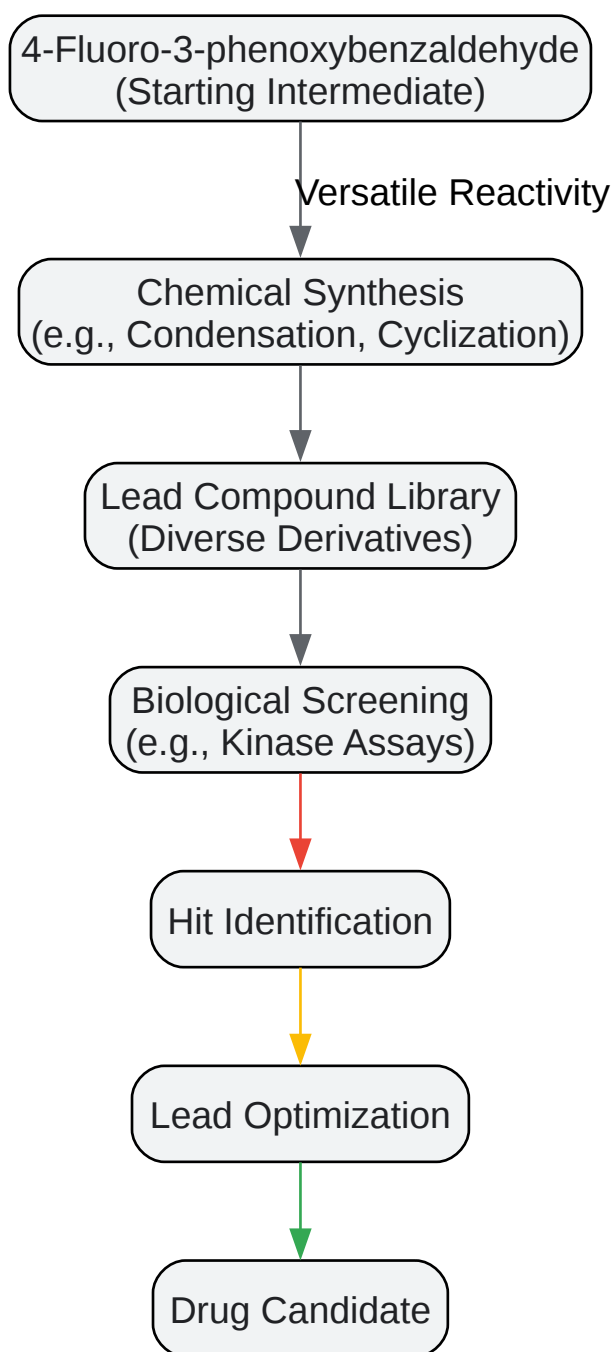 4-Fluoro-3-phenoxybenzaldehyde
(Starting Intermediate)
Versatile Reactivity
Chemical Synthesis
(e.g., Condensation, Cyclization)
Lead Compound Library
(Diverse Derivatives)
Biological Screening
(e.g., Kinase Assays)
Hit Identification
Lead Optimization
Drug Candidate